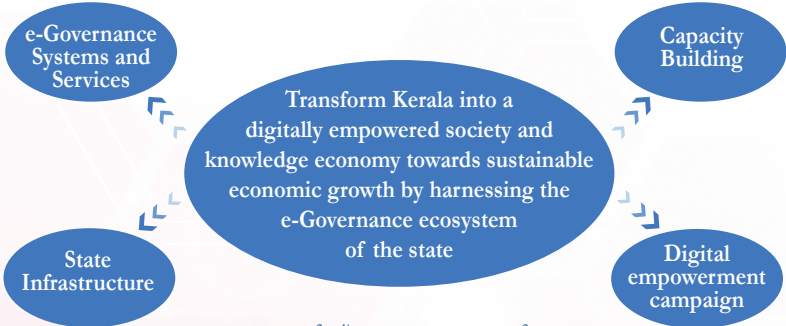 e-Governance
Systems and
Services
Capacity
Building
Transform Kerala into a
digitally empowered society and
knowledge economy towards sustainable
economic growth by harnessing the
e-Governance ecosystem
of the state
State
Infrastructure
Digital
empowerment
campaign